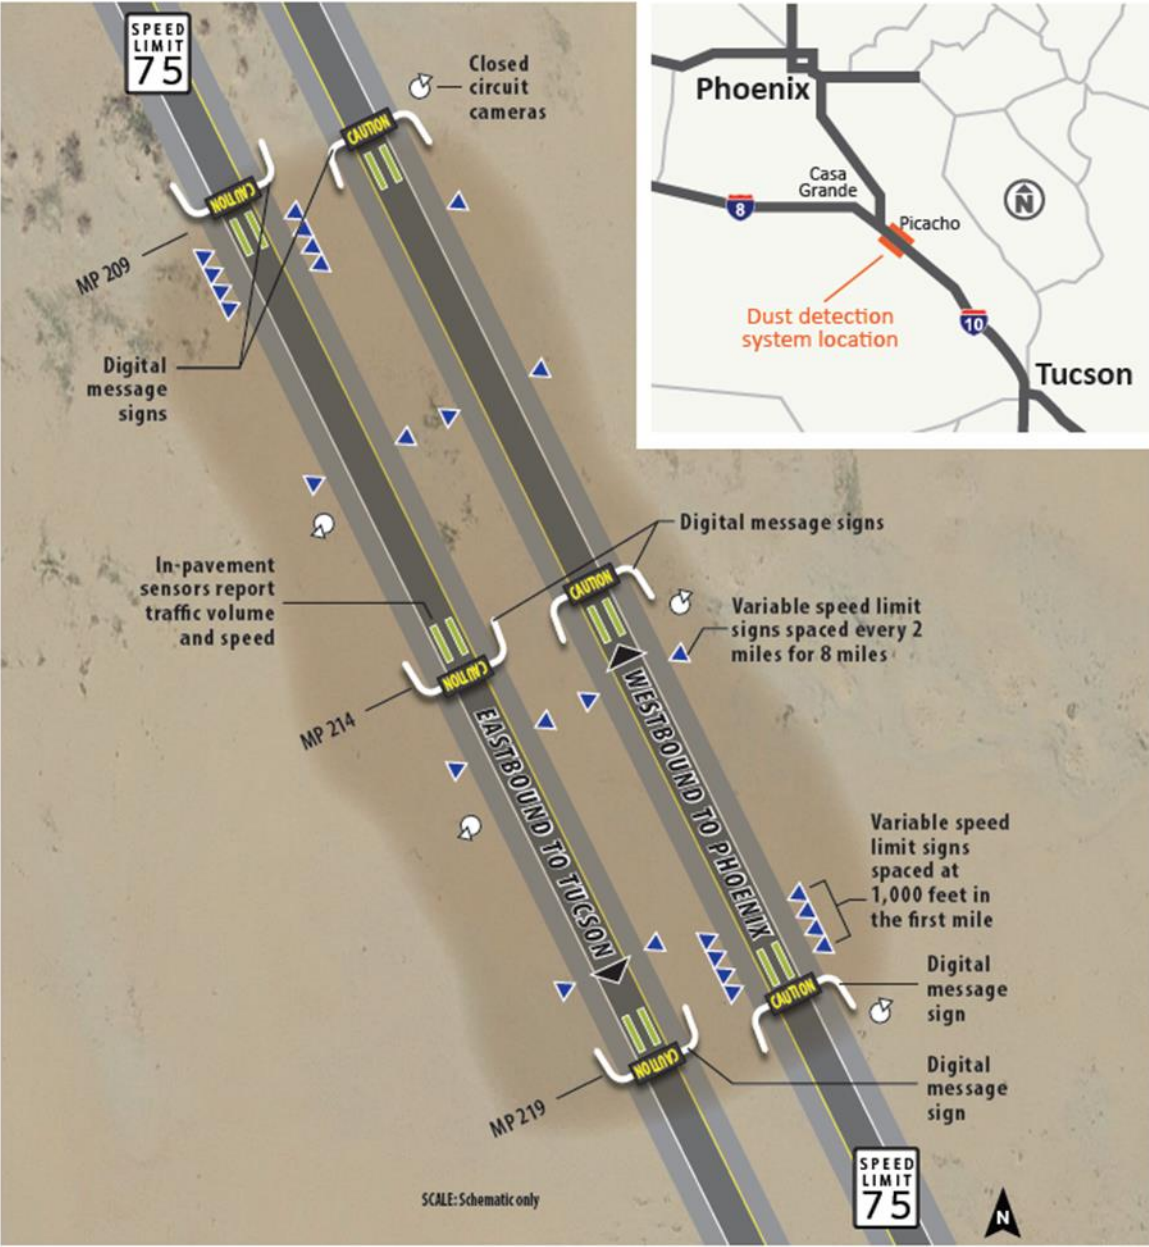 SPEED
LIMIT
75
Closed
circuit
cameras
CAUTION
CAUTION
MP 209
Digital
message
signs
Phoenix
Casa
Grande
8
Picacho
N
Dust detection
system location
10
Tucson
Digital message signs
In-pavement
sensors report
traffic volume
and speed
CAUTION
Variable speed limit
signs spaced every 2
miles for 8 miles
CAUTION
MP 214
WESTBOUND TO PHOENIX
EASTBOUND TO TUCSON
Variable speed
limit signs
spaced at
1,000 feet in
the first mile
Digital
message
sign
CAUTION
CAUTION
Digital
message
sign
MP 219
SPEED
LIMIT
75
SCALE: Schematic only
N